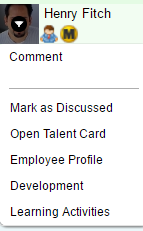 Henry Fitch
M
Comment
Mark as Discussed
Open Talent Card
Employee Profile
Development
Learning Activities